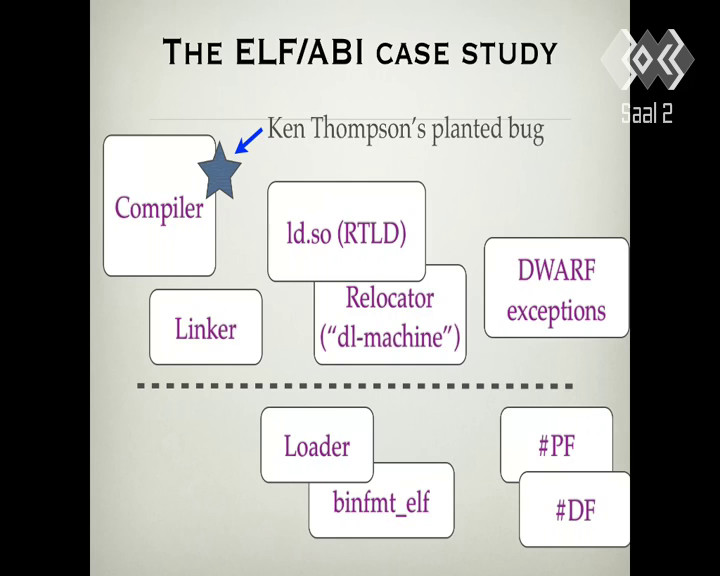 THE ELF/ABI CASE STUDY
Saal 2
Ken Thompson's planted bug
Compiler
ld.so (RTLD)
DWARF
exceptions
Relocator
("dl-machine")
Linker
Loader
binfmt_elf
#PF
#DF